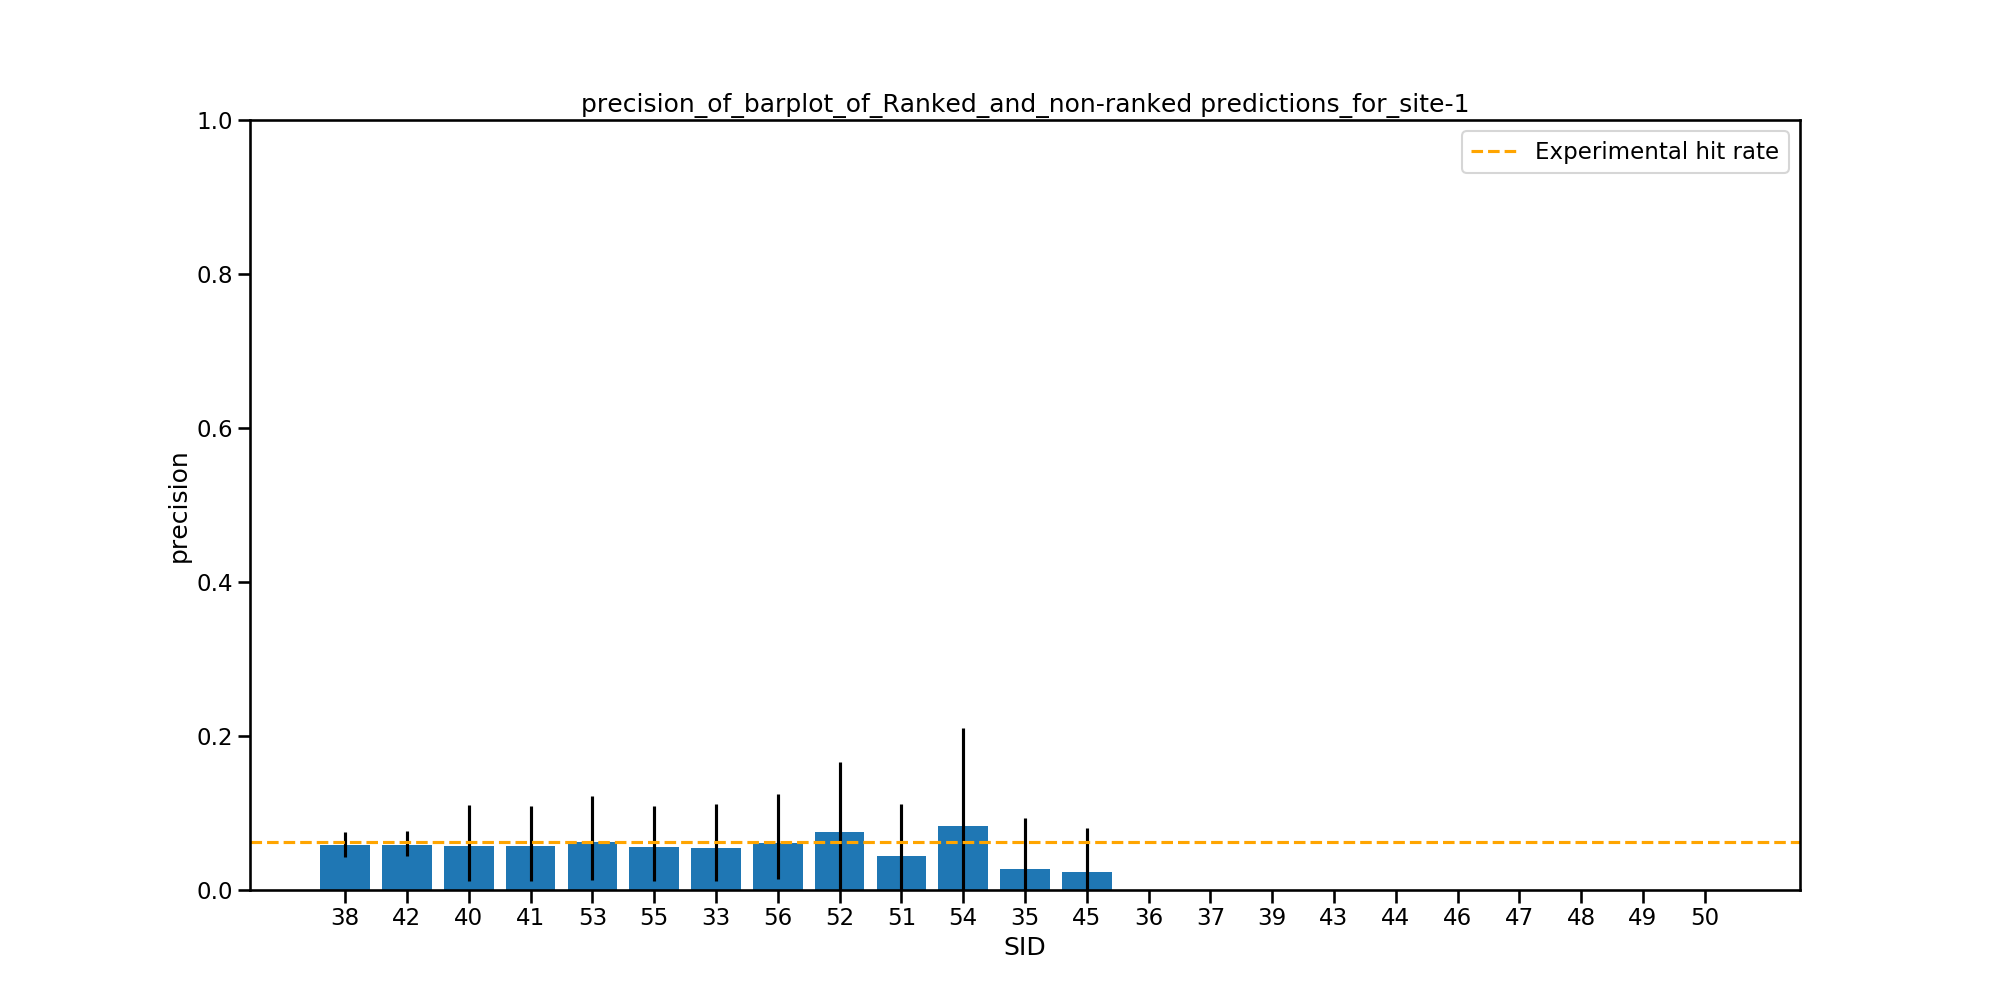 precision_of_barplot_of_Ranked_and_non-ranked predictions_for_site-1
Experimental hit rate
1.0
0.8
0.6
0.4
0.2
0.0
precision
38 42 40 41 53 55 33 56 52 51 54 35 45 36 37 39 43 44 46 47 48 49 50
SID